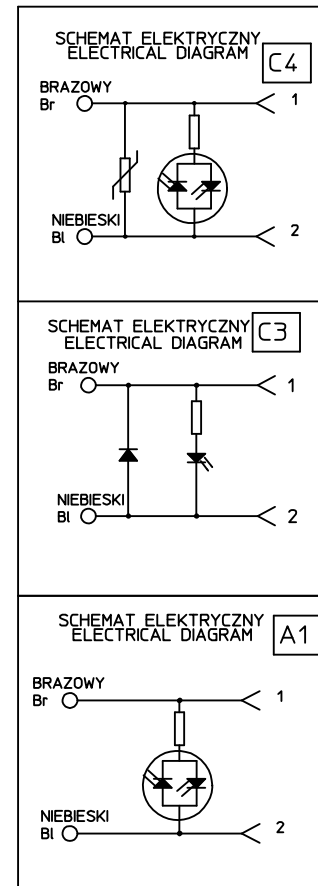 SCHEMAT ELEKTRYCZNY
ELECTRICAL DIAGRAM
C4
BRAZOWY
Br
1
NIEBIESKI
Bl
2
SCHEMAT ELEKTRYCZNY
ELECTRICAL DIAGRAM
C3
BRAZOWY
Br
1
NIEBIESKI
Bl
2
SCHEMAT ELEKTRYCZNY
ELECTRICAL DIAGRAM
A1
BRAZOWY
Br
1
NIEBIESKI
Bl
2